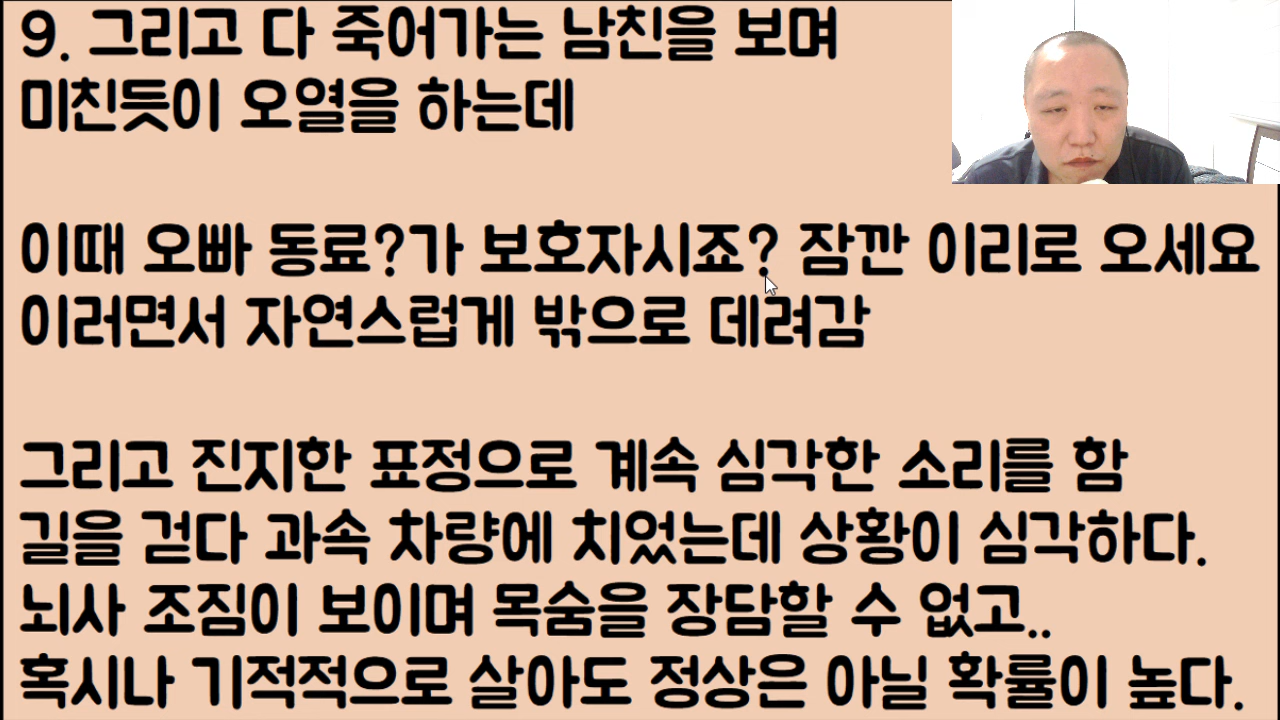 9. 그리고 다 죽어가는 남친을 보며
미친듯이 오열을 하는데
이때 오빠 동료?가 보호자시죠? 잠깐 이리로 오세요
이러면서 자연스럽게 밖으로 데려감
그리고 진지한 표정으로 계속 심각한 소리를 함
길을 걷다 과속 차량에 치었는데 상황이 심각하다.
뇌사 조짐이 보이며 목숨을 장담할 수 없고..
혹시나 기적적으로 살아도 정상은 아닐 확률이 높다.